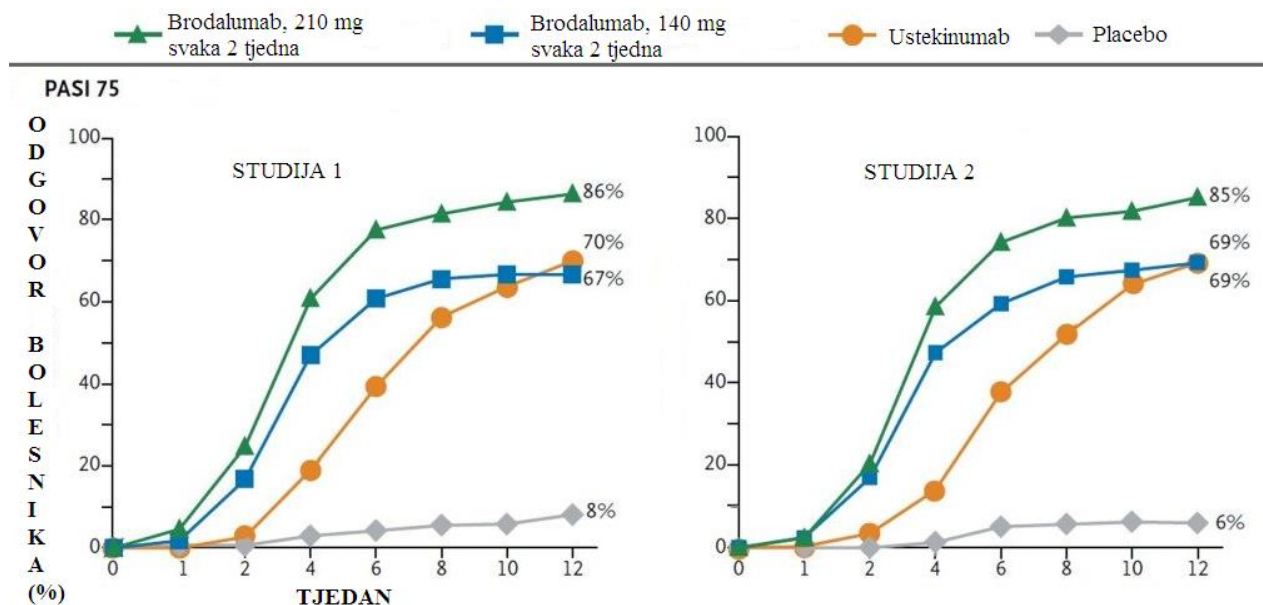 Brodalumab, 210 mg
svaka 2 tjedna
Brodalumab, 140 mg
svaka 2 tjedna
Ustekinumab
Placebo
PASI 75
ODGOVOR BOLESNIKA (%)
STUDIJA 1
100
80
60
40
20
0
86%
70%
67%
8%
0 1 2 4 6 8 10 12
TJEDAN
STUDIJA 2
100
80
60
40
20
0
85%
69%
69%
6%
0 1 2 4 6 8 10 12